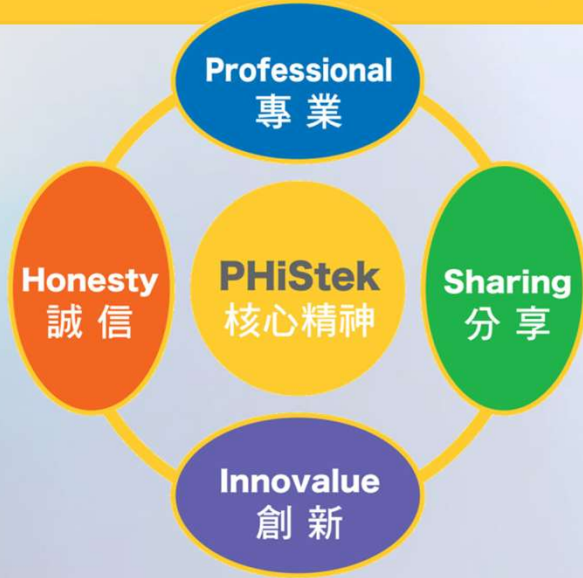 Professional
專業
Honesty
誠信
PHiStek
核心精神
Sharing
分享
Innovalue
創新